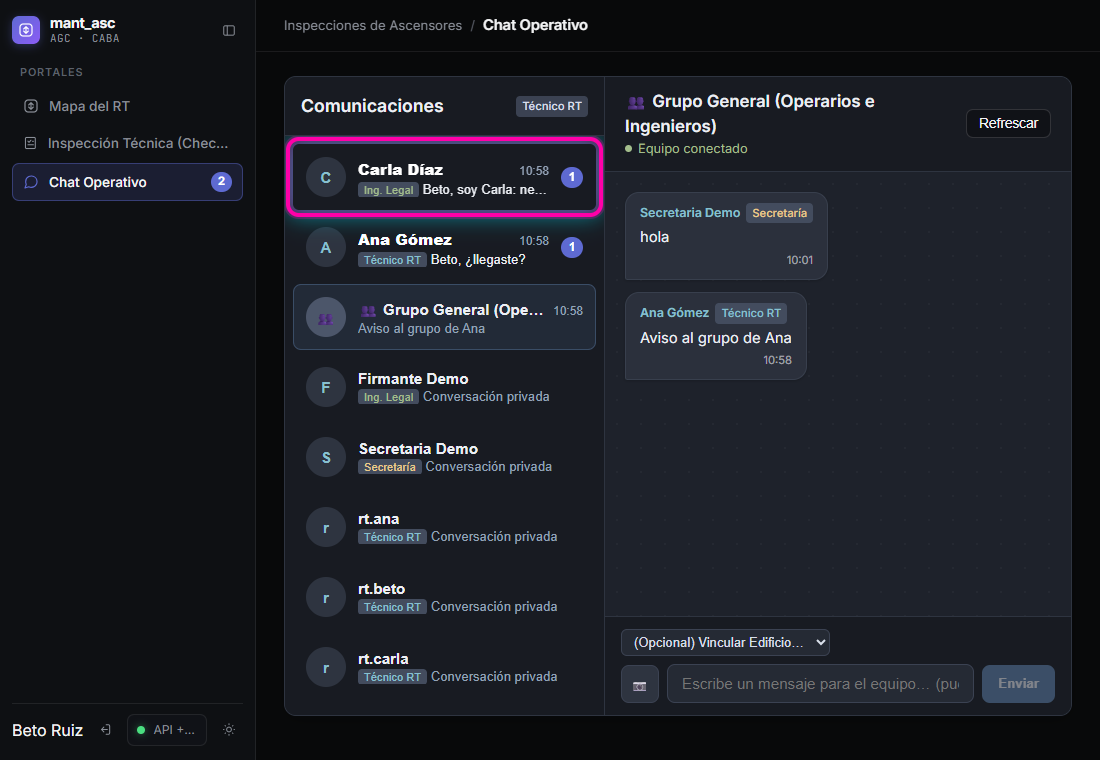 mant_asc
AGC · CABA
PORTALES
Mapa del RT
Inspección Técnica (Chec...
Chat Operativo
2
Beto Ruiz
API +...
Inspecciones de Ascensores / Chat Operativo
Comunicaciones
Técnico RT
C
Carla Díaz
10:58
Ing. Legal Beto, soy Carla: ne...
1
A
Ana Gómez
10:58
Técnico RT Beto, ¿llegaste?
1
Grupo General (Ope...
10:58
Aviso al grupo de Ana
F
Firmante Demo
Ing. Legal Conversación privada
S
Secretaria Demo
Secretaría Conversación privada
r
rt.ana
Técnico RT Conversación privada
r
rt.beto
Técnico RT Conversación privada
r
rt.carla
Técnico RT Conversación privada
Grupo General (Operarios e
Ingenieros)
Equipo conectado
Refrescar
Secretaria Demo Secretaría
hola
10:01
Ana Gómez Técnico RT
Aviso al grupo de Ana
10:58
(Opcional) Vincular Edificio...
Escribe un mensaje para el equipo... (pu
Enviar